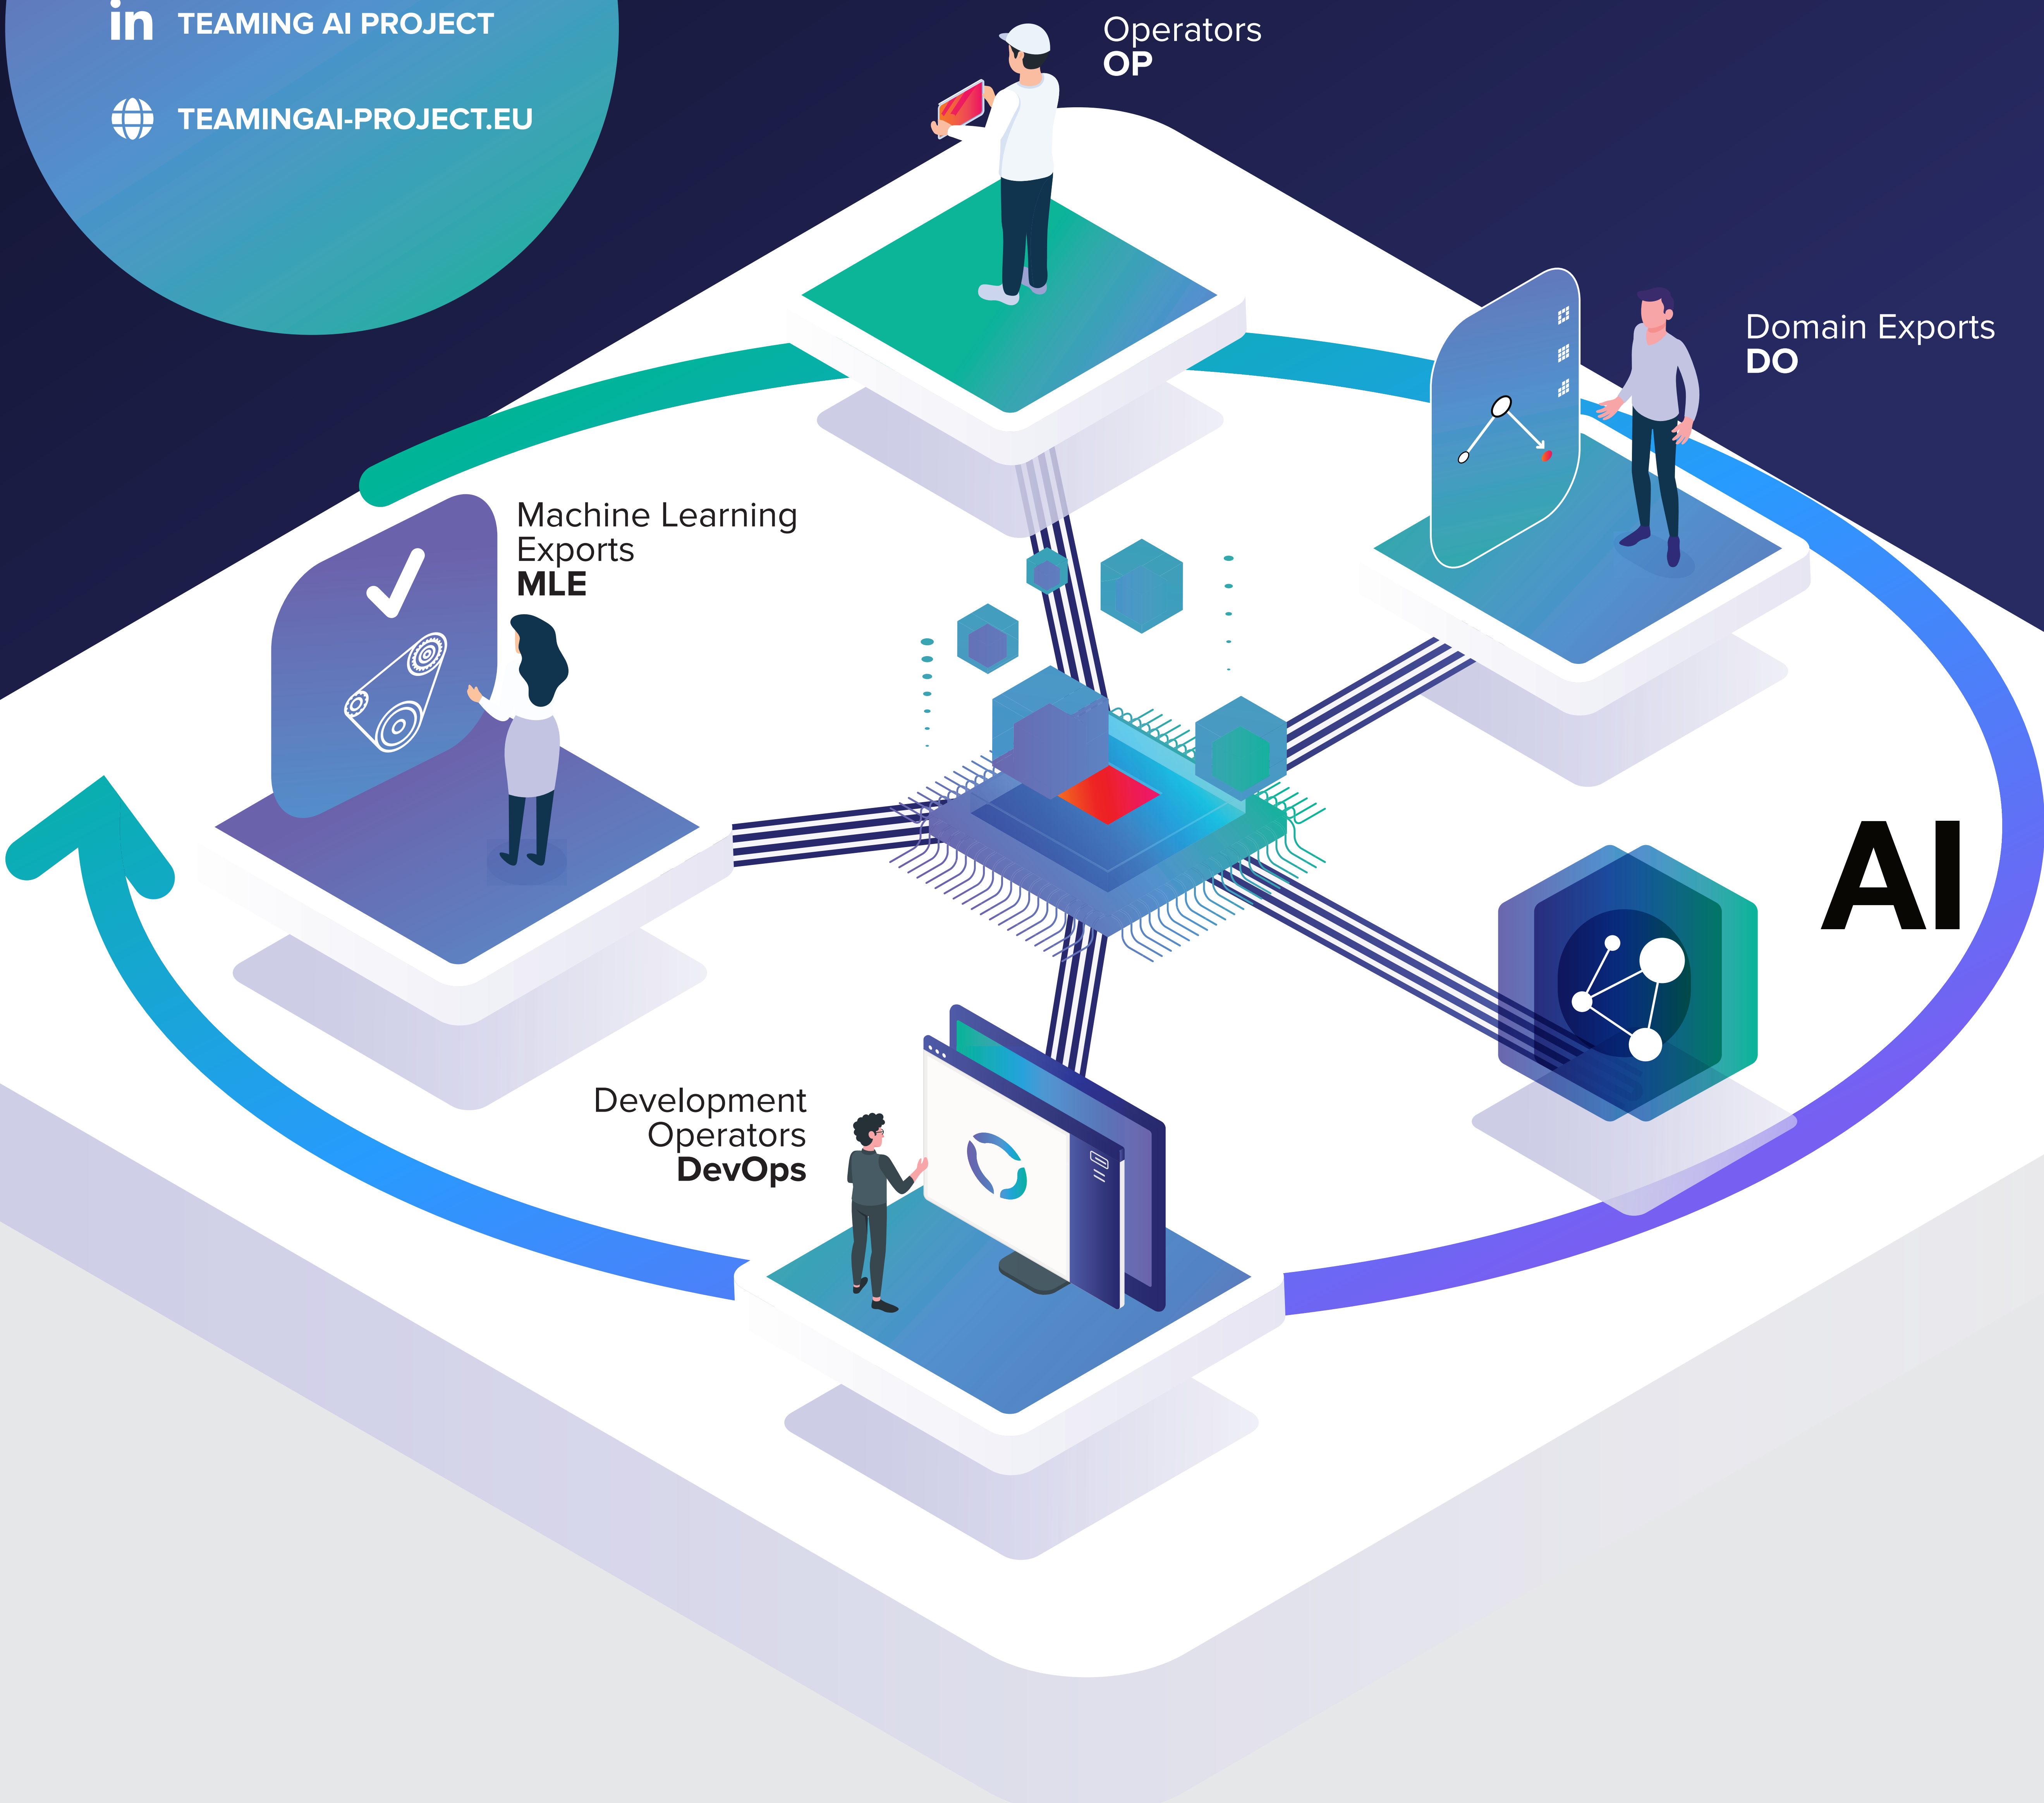 in TEAMING AI PROJECT
TEAMINGAI-PROJECT.EU
Operators
OP
Domain Exports
DO
Machine Learning
Exports
MLE
AI
Development
Operators
DevOps